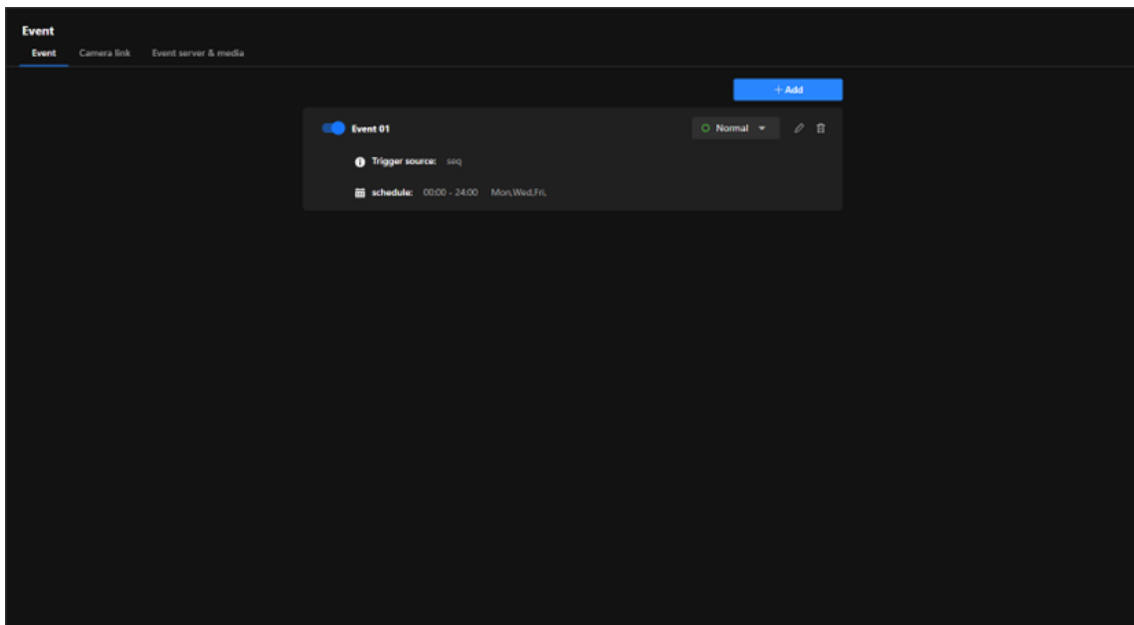 Event
Event Camera link Event server & media
+ Add
Event 01 Normal
Trigger source: seq
schedule: 00:00 - 24:00 Mon,Wed,Fri,